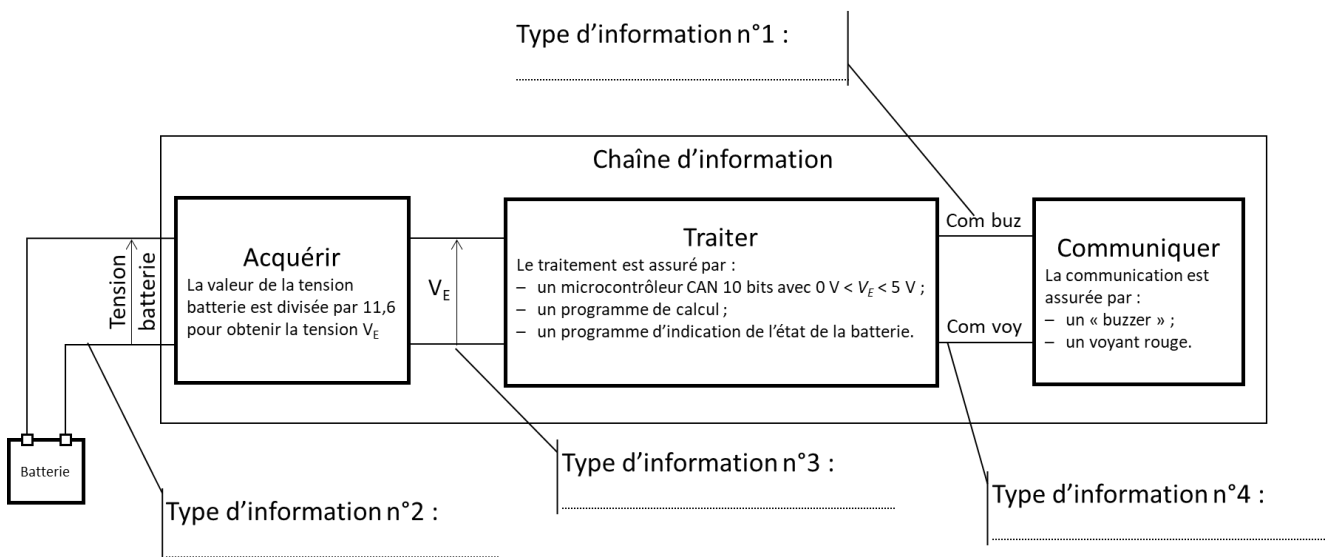 Type d’information n°1 :
Chaîne d’information
Tension
batterie
Acquérir
La valeur de la tension
batterie est divisée par 11,6
pour obtenir la tension VE
VE
Traiter
Le traitement est assuré par :
– un microcontrôleur CAN 10 bits avec 0 V < VE < 5 V ;
– un programme de calcul ;
– un programme d’indication de l’état de la batterie.
Com buz
Com voy
Communiquer
La communication est
assurée par :
– un « buzzer » ;
– un voyant rouge.
Batterie
Type d’information n°2 :
Type d’information n°3 :
Type d’information n°4 :